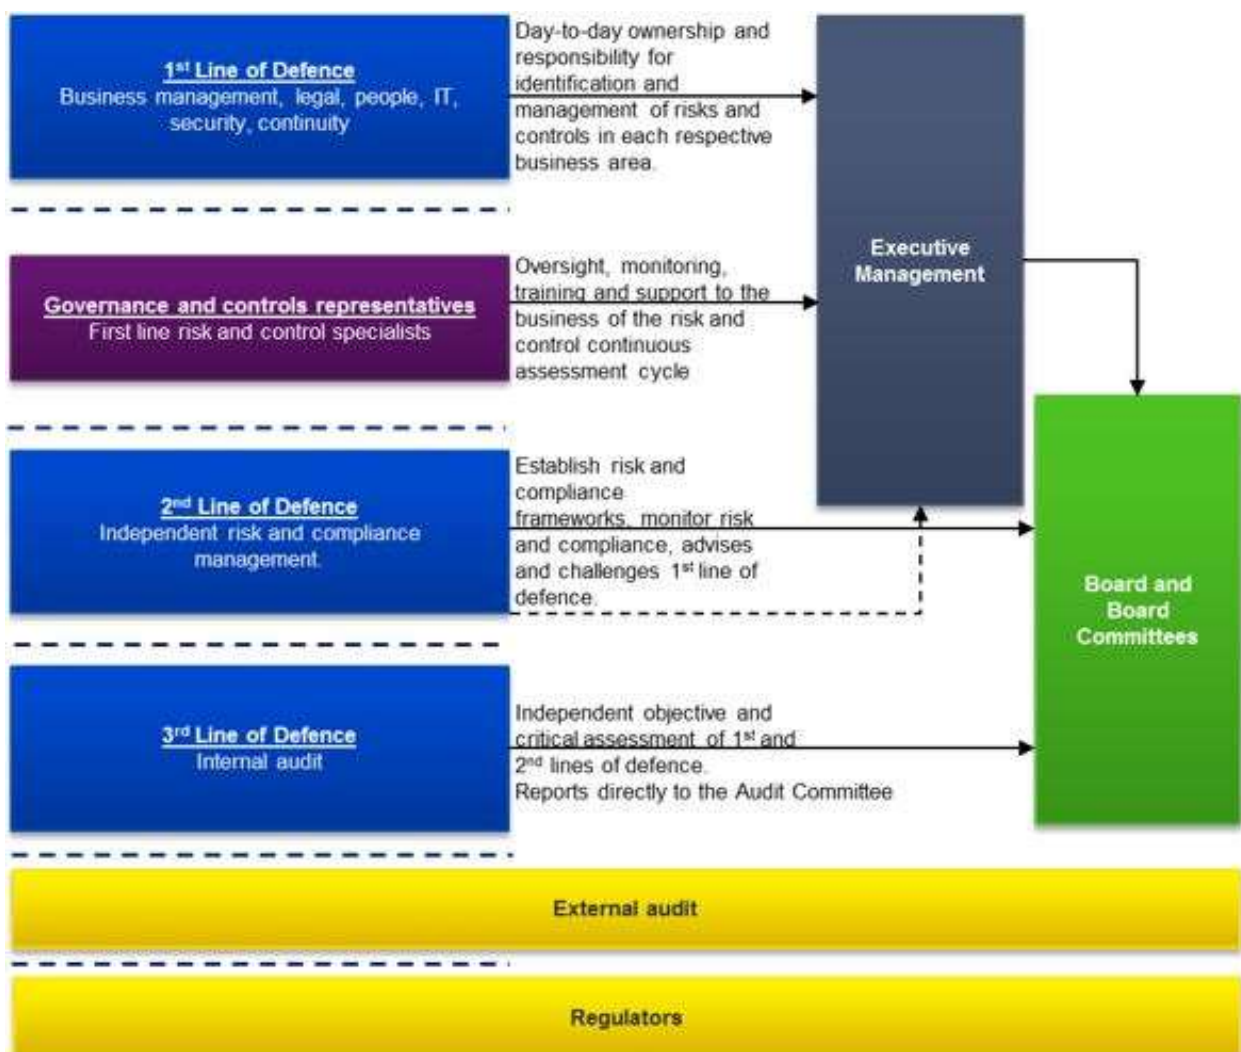 1st Line of Defence
Business management, legal, people, IT,
security, continuity
Day-to-day ownership and
responsibility for
identification and
management of risks and
controls in each respective
business area.
Executive
Management
Governance and controls representatives
First line risk and control specialists
Oversight, monitoring,
training and support to the
business of the risk and
control continuous
assessment cycle
2nd Line of Defence
Independent risk and compliance
management.
Establish risk and
compliance
frameworks, monitor risk
and compliance, advises
and challenges 1st line of
defence.
Board and
Board
Committees
3rd Line of Defence
Internal audit
Independent objective and
critical assessment of 1st and
2nd lines of defence.
Reports directly to the Audit Committee
External audit
Regulators